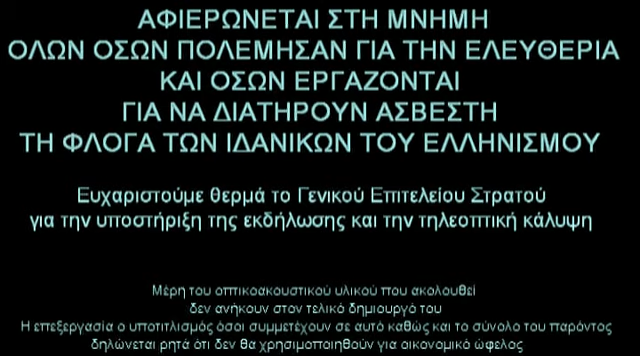 ΑΦΙΕΡΩΝΕΤΑΙ ΣΤΗ ΜΝΗΜΗ
ΟΛΩΝ ΟΣΩΝ ΠΟΛΕΜΗΣΑΝ ΓΙΑ ΤΗΝ ΕΛΕΥΘΕΡΙΑ
ΚΑΙ ΟΣΩΝ ΕΡΓΑΖΟΝΤΑΙ
ΓΙΑ ΝΑ ΔΙΑΤΗΡΟΥΝ ΑΣΒΕΣΤΗ
ΤΗ ΦΛΟΓΑ ΤΩΝ ΙΔΑΝΙΚΩΝ ΤΟΥ ΕΛΛΗΝΙΣΜΟΥ
Ευχαριστούμε θερμά το Γενικού Επιτελείου Στρατού
για την υποστήριξη της εκδήλωσης και την τηλεοπτική κάλυψη
Μέρη του οπτικοακουστικού υλικού που ακολουθεί
δεν ανήκουν στον τελικό δημιουργό του
Η επεξεργασία ο υποτιτλισμός όσοι συμμετέχουν σε αυτό καθώς και το σύνολο του παρόντος
δηλώνεται ρητά ότι δεν θα χρησιμοποιηθούν για οικονομικό ώφελος